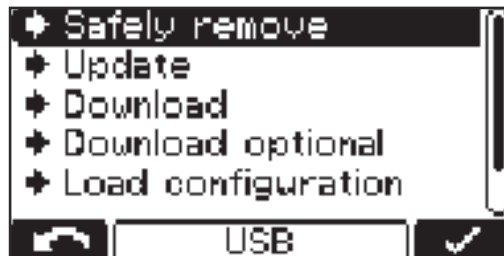 Safely remove
Update
Download
Download optional
Load configuration
USB